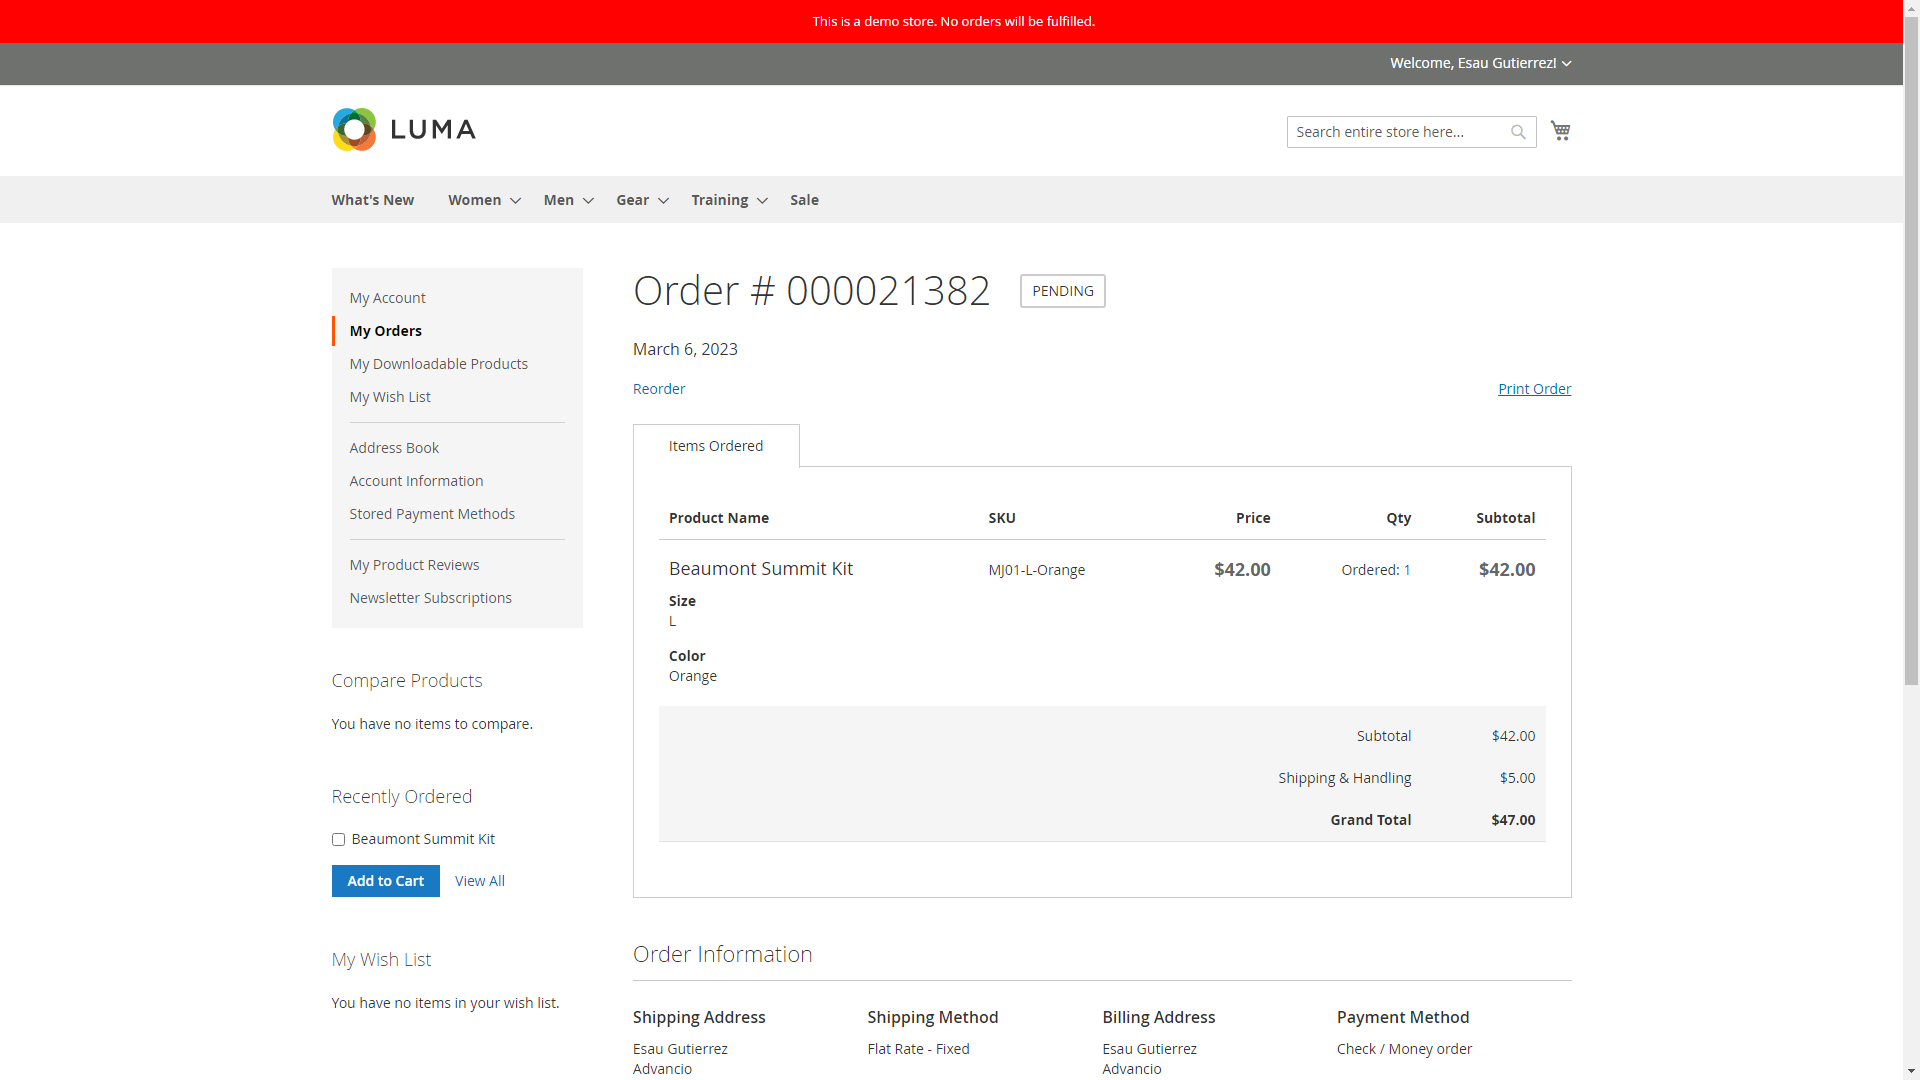 This is a demo store. No orders will be fulfilled.
Welcome, Esau Gutierrez!
LUMA
Search entire store here...
What's New Women Men Gear Training Sale
My Account
My Orders
My Downloadable Products
My Wish List
Address Book
Account Information
Stored Payment Methods
My Product Reviews
Newsletter Subscriptions
Compare Products
You have no items to compare.
Recently Ordered
Beaumont Summit Kit
Add to Cart View All
My Wish List
You have no items in your wish list.
Order # 000021382 PENDING
March 6, 2023
Reorder Print Order
Items Ordered
Product Name SKU Price Qty Subtotal
Beaumont Summit Kit MJ01-L-Orange $42.00 Ordered: 1 $42.00
Size
L
Color
Orange
Subtotal $42.00
Shipping & Handling $5.00
Grand Total $47.00
Order Information
Shipping Address Shipping Method Billing Address Payment Method
Esau Gutierrez Flat Rate - Fixed Esau Gutierrez Check / Money order
Advancio Advancio